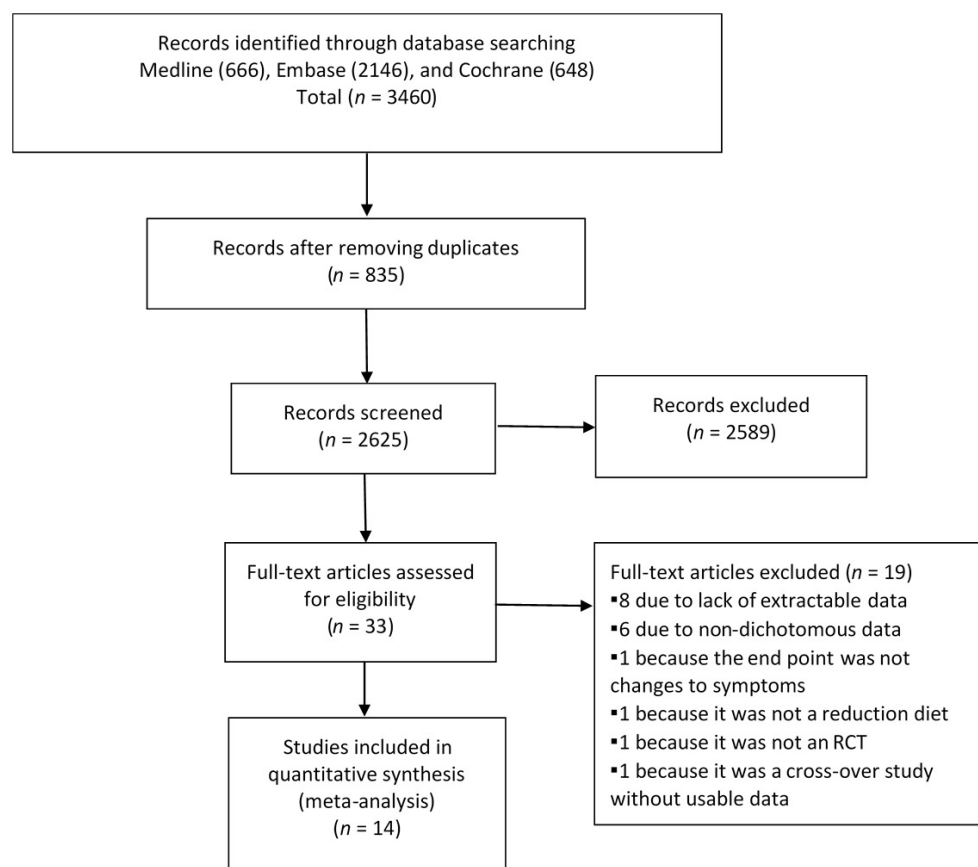 Records identified through database searching
Medline (666), Embase (2146), and Cochrane (648)
Total (n = 3460)
Records after removing duplicates
(n = 835)
Records screened
(n = 2625)
Records excluded
(n = 2589)
Full-text articles assessed
for eligibility
(n = 33)
Full-text articles excluded (n = 19)
▪8 due to lack of extractable data
▪6 due to non-dichotomous data
▪1 because the end point was not
changes to symptoms
▪1 because it was not a reduction diet
▪1 because it was not an RCT
▪1 because it was a cross-over study
without usable data
Studies included in
quantitative synthesis
(meta-analysis)
(n = 14)